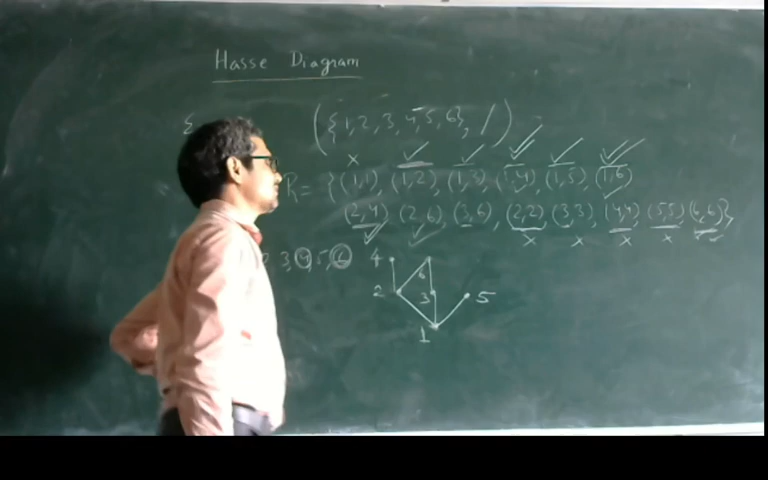 Hasse Diagram
({1, 2, 3, 4, 5, 6}, /)
R = {(1,1), (1,2), (1,3), (1,4), (1,5), (1,6)
(2,4) (2,6), (3,6), (2,2) (3,3) (4,4) (5,5) (6,6)}
3, 4, 5, 6
4 6
2 3 5
1